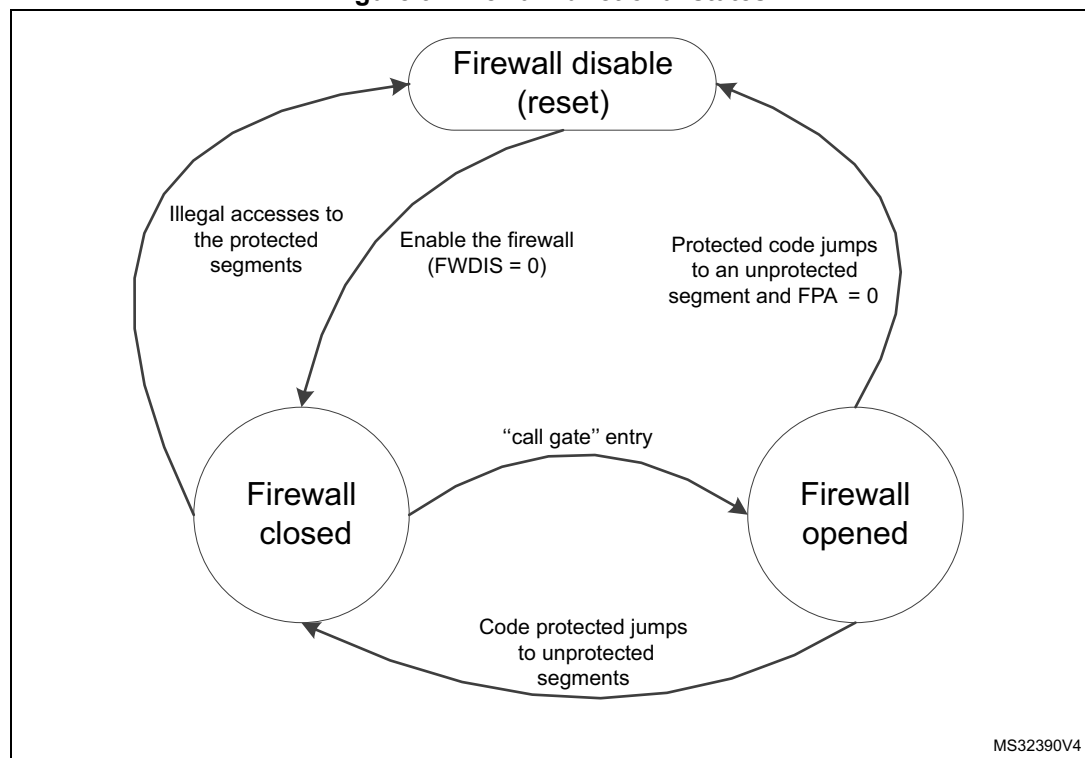 Firewall disable
(reset)
Illegal accesses to
the protected
segments
Enable the firewall
(FWDIS = 0)
Protected code jumps
to an unprotected
segment and FPA  = 0
“call gate” entry
Firewall
closed
Firewall
opened
Code protected jumps
to unprotected
segments
MS32390V4